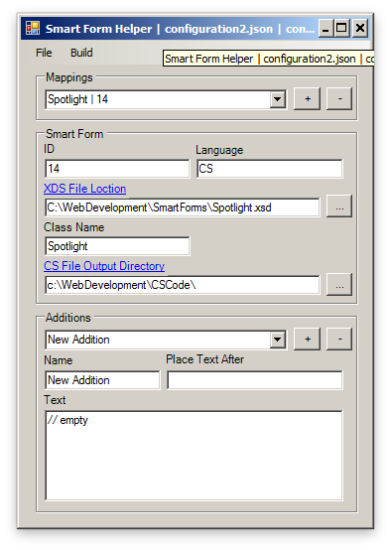 Smart Form Helper | configuration2.json | con...
File Build
Smart Form Helper | configuration2.json | co
Mappings
Spotlight | 14
+ -
Smart Form
ID Language
14 CS
XDS File Loction
C:\WebDevelopment\SmartForms\Spotlight.xsd ...
Class Name
Spotlight
CS File Output Directory
c:\WebDevelopment\CSCode\ ...
Additions
New Addition
+ -
Name Place Text After
New Addition
Text
// empty